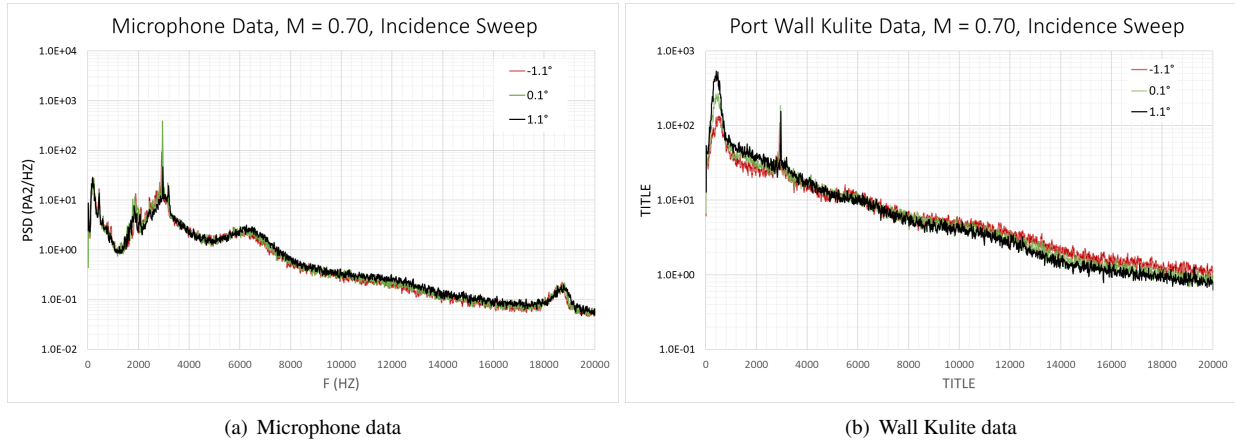 Microphone Data, M = 0.70, Incidence Sweep
1.0E+04
1.0E+03
1.0E+02
1.0E+01
1.0E+00
1.0E-01
1.0E-02
PSD (PA2/HZ)
-1.1°
0.1°
1.1°
0 2000 4000 6000 8000 10000 12000 14000 16000 18000 20000
F (HZ)
(a) Microphone data
Port Wall Kulite Data, M = 0.70, Incidence Sweep
1.0E+03
1.0E+02
1.0E+01
1.0E+00
1.0E-01
TITLE
-1.1°
0.1°
1.1°
0 2000 4000 6000 8000 10000 12000 14000 16000 18000 20000
TITLE
(b) Wall Kulite data